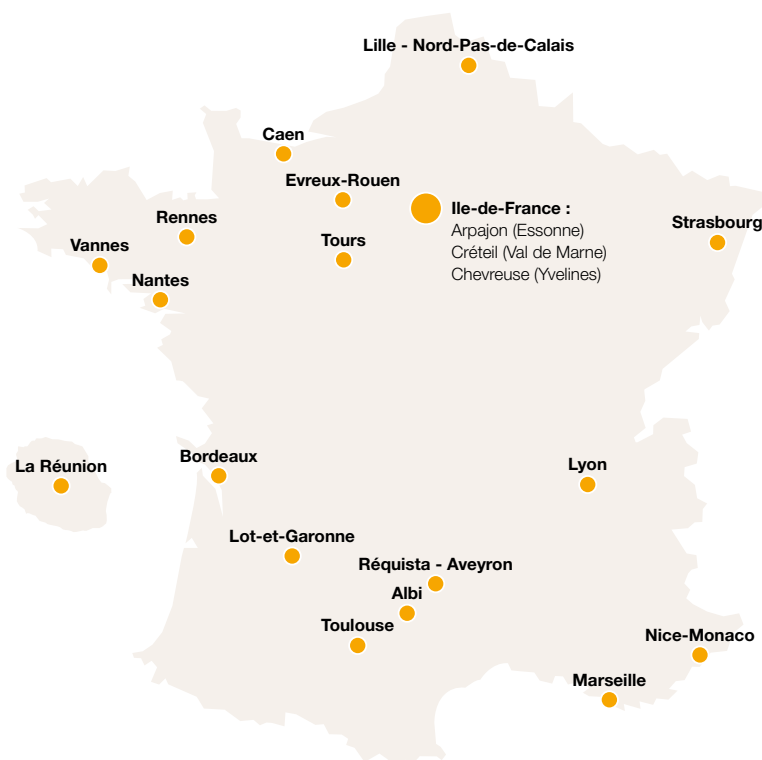 Lille - Nord-Pas-de-Calais
Caen
Evreux-Rouen
Ile-de-France :
Arpajon (Essonne)
Créteil (Val de Marne)
Chevreuse (Yvelines)
Strasbourg
Rennes
Tours
Vannes
Nantes
La Réunion
Bordeaux
Lyon
Lot-et-Garonne
Réquista - Aveyron
Albi
Toulouse
Nice-Monaco
Marseille